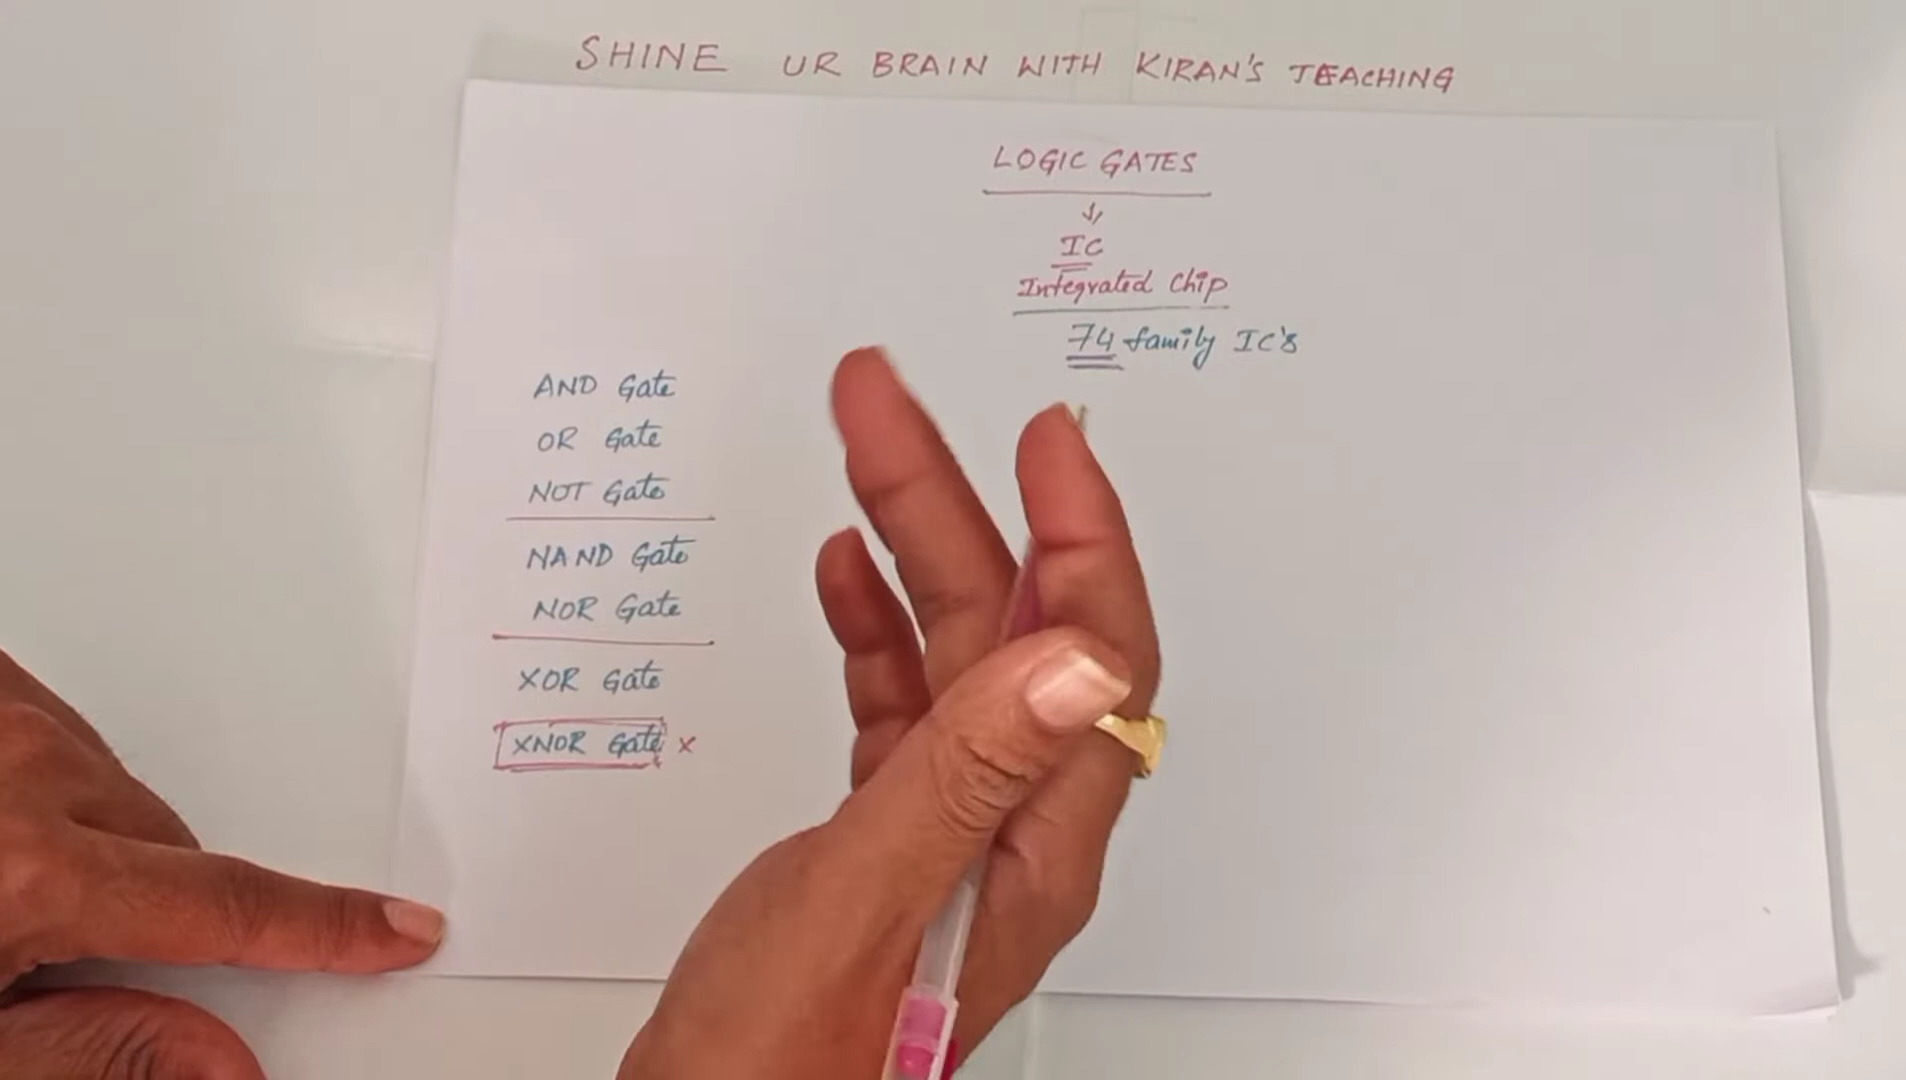 SHINE UR BRAIN WITH KIRAN'S TEACHING
LOGIC GATES
IC
Integrated Chip
74 family IC's
AND Gate
OR Gate
NOT Gate
NAND Gate
NOR Gate
XOR Gate
XNOR Gate x